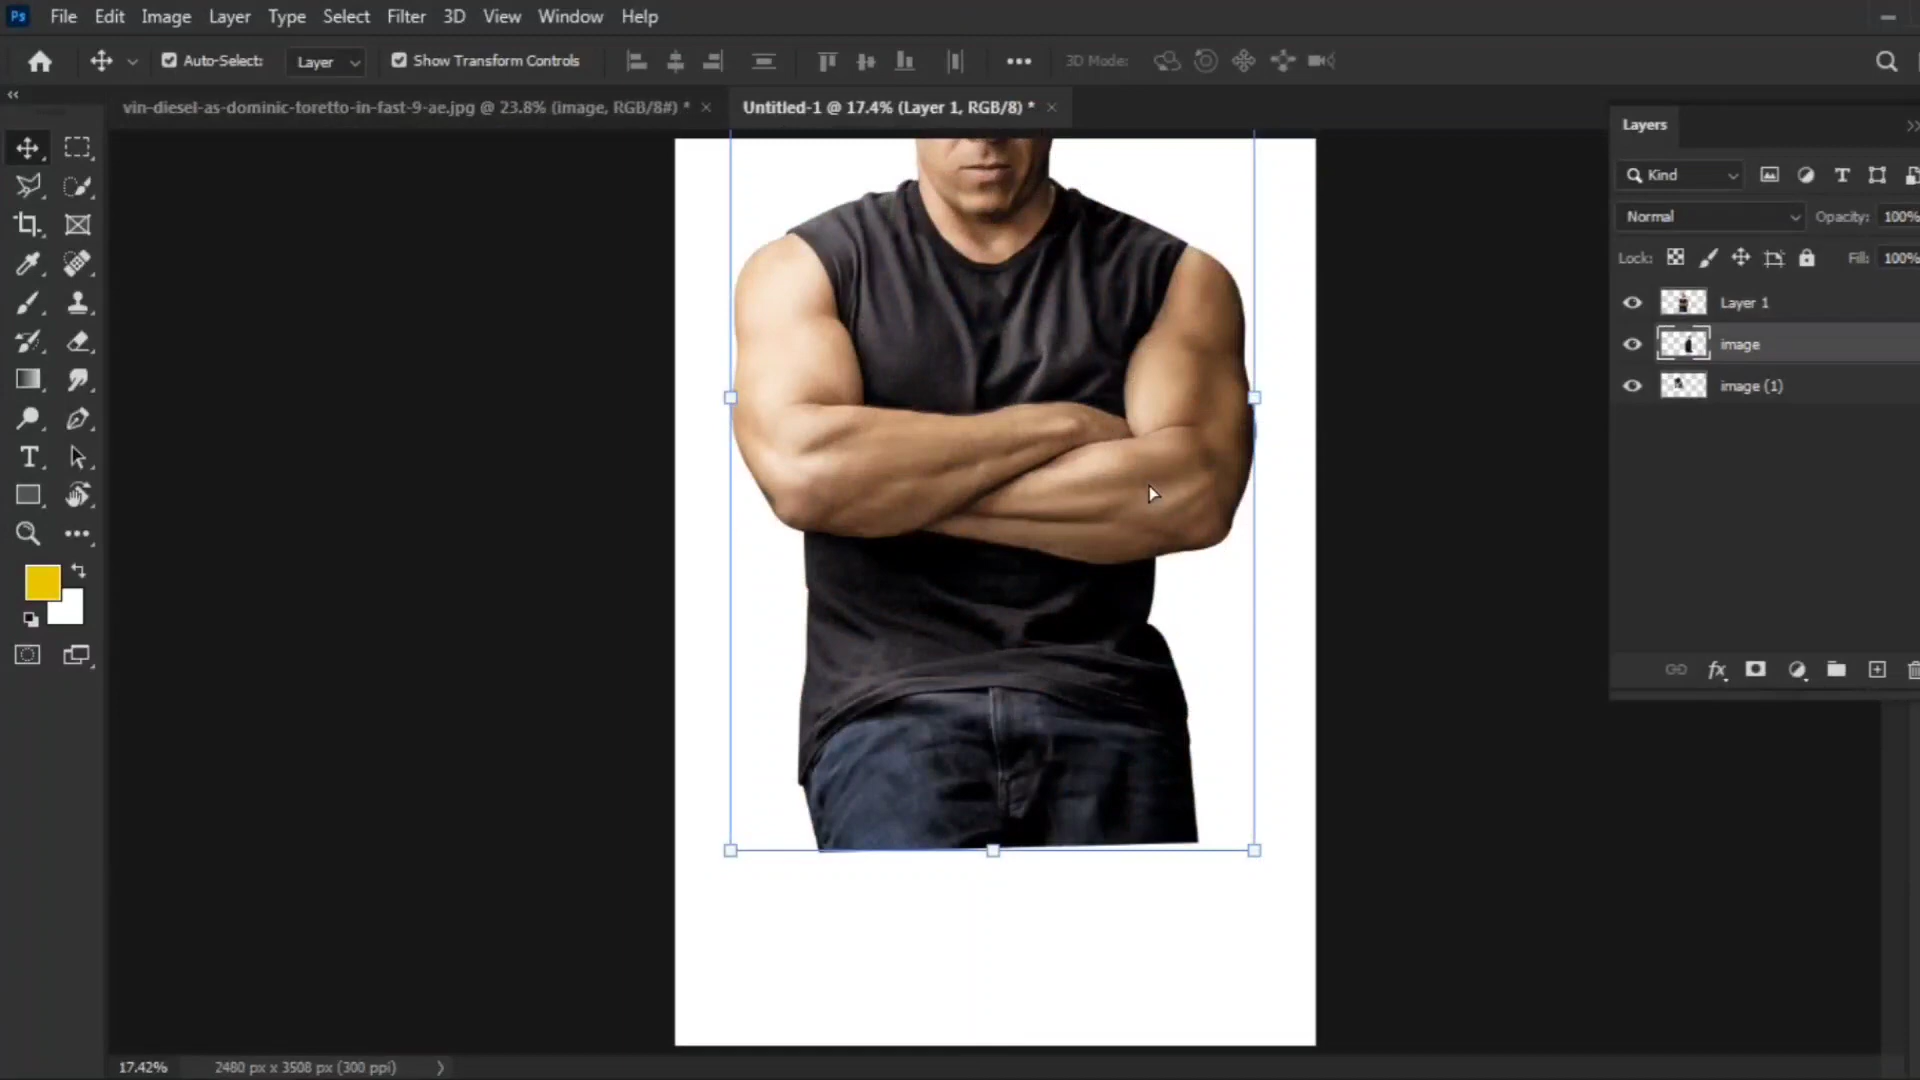 Ps File Edit Image Layer Type Select Filter 3D View Window Help
Auto-Select: Layer Show Transform Controls 3D Mode:
vin-diesel-as-dominic-toretto-in-fast-9-ae.jpg @ 23.8% (image, RGB/8#) * Untitled-1 @ 17.4% (Layer 1, RGB/8) *
Layers
Kind
Normal Opacity: 100%
Lock: Fill: 100%
Layer 1
image
image (1)
fx
17.42% 2480 px x 3508 px (300 ppi)